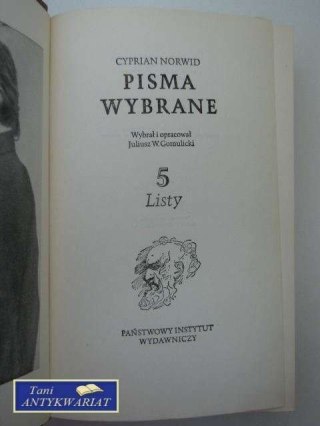 CYPRIAN NORWID
PISMA
WYBRANE
Wybrał i opracował
Juliusz W. Gomulicki
5
Listy
PAŃSTWOWY INSTYTUT
WYDAWNICZY
Tani
ANTYKWARIAT